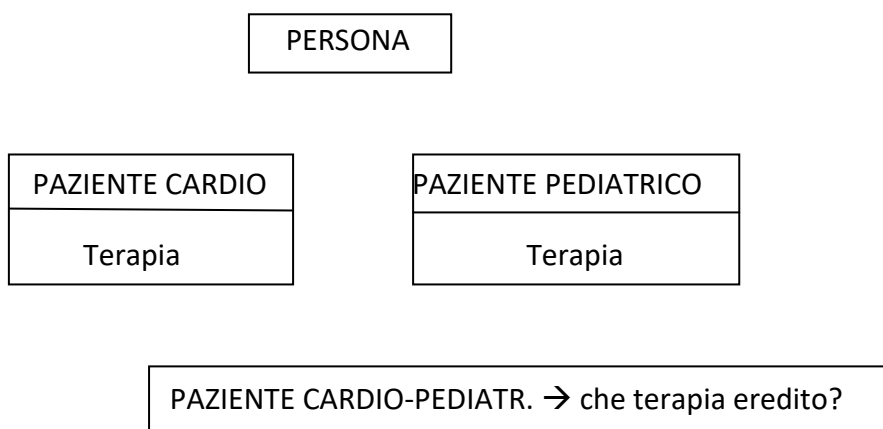 PERSONA
PAZIENTE CARDIO
Terapia
PAZIENTE PEDIATRICO
Terapia
PAZIENTE CARDIO-PEDIATR. → che terapia eredito?